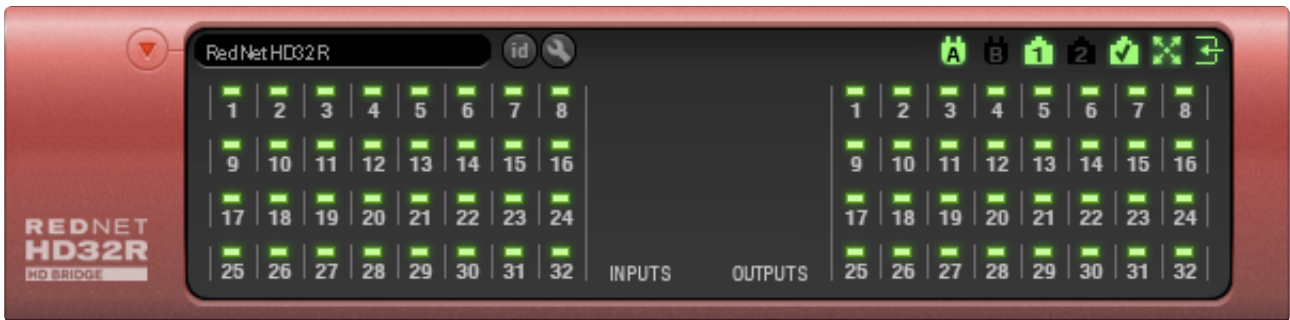 RedNet HD32R id A B 1 2
1 2 3 4 5 6 7 8 1 2 3 4 5 6 7 8
9 10 11 12 13 14 15 16 9 10 11 12 13 14 15 16
17 18 19 20 21 22 23 24 17 18 19 20 21 22 23 24
REDNET
HD32R
HD BRIDGE
25 26 27 28 29 30 31 32 INPUTS OUTPUTS 25 26 27 28 29 30 31 32